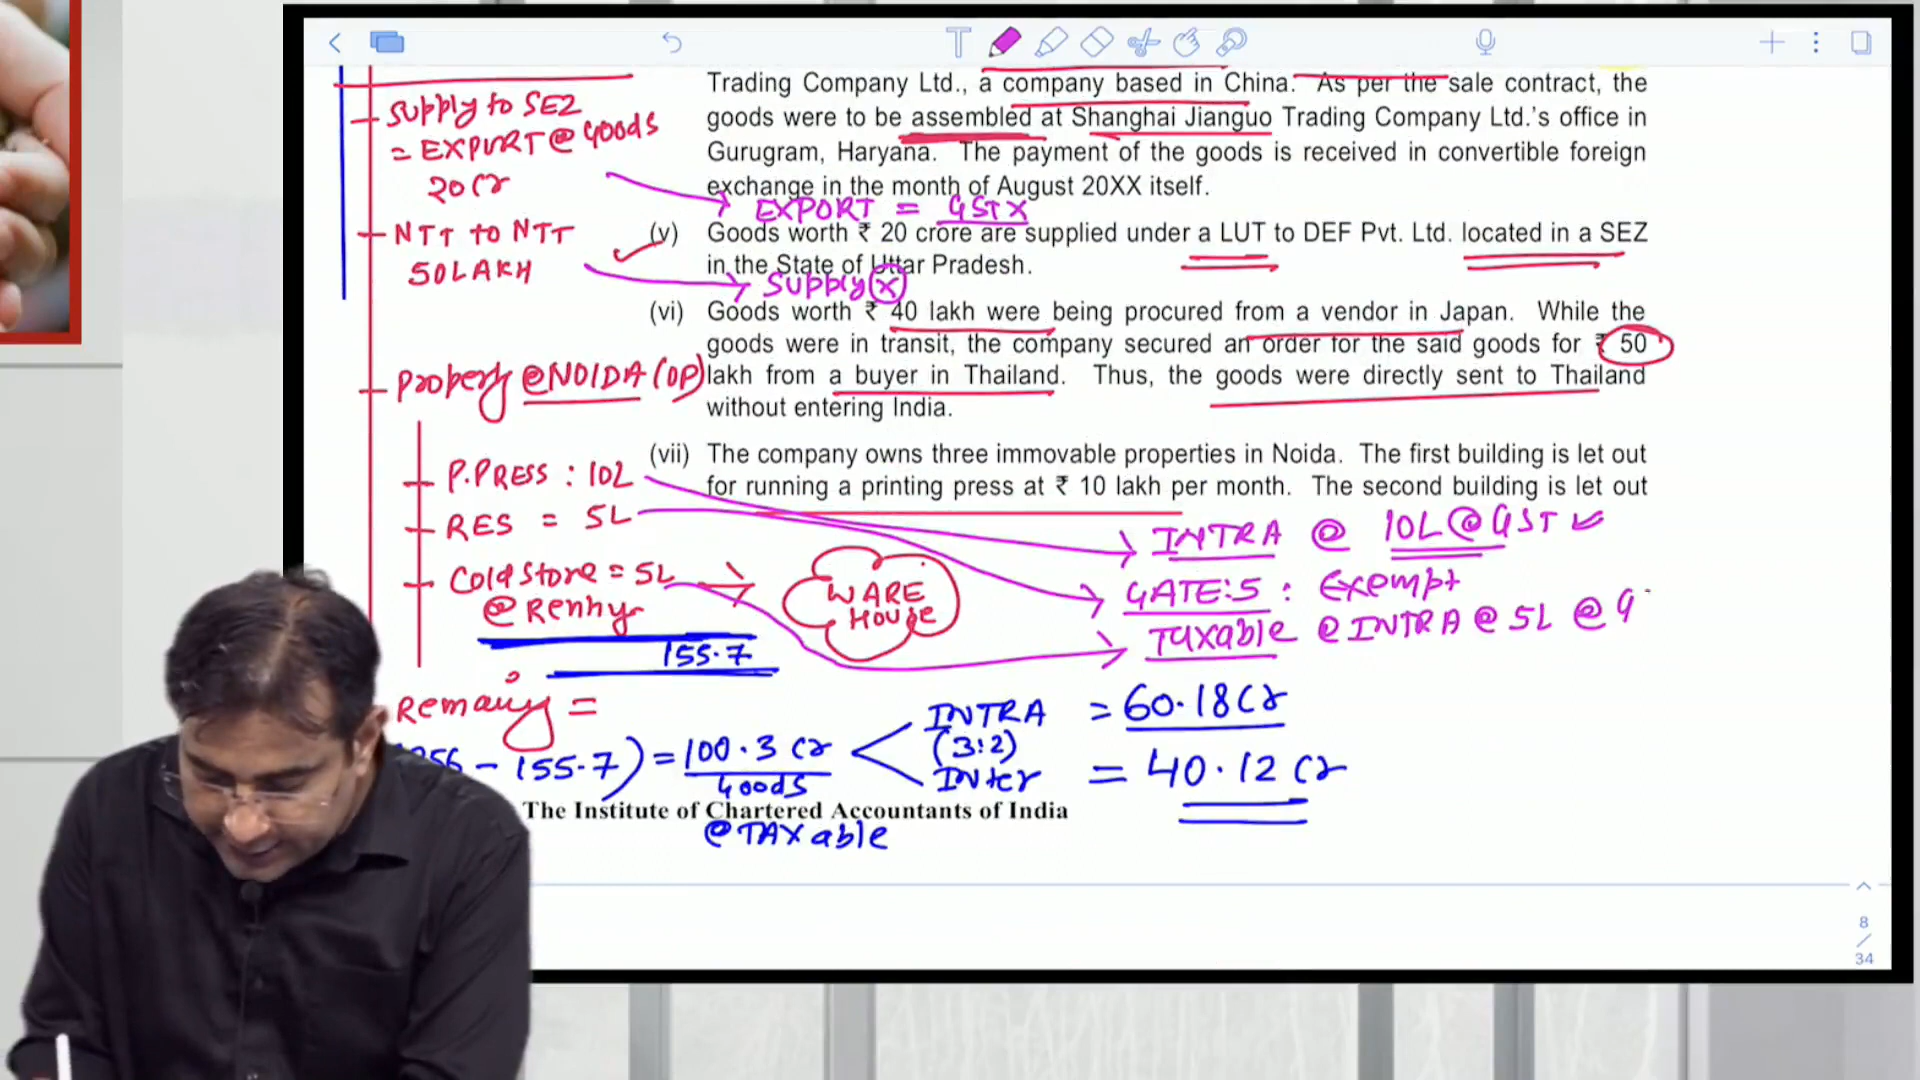 Trading Company Ltd., a company based in China. As per the sale contract, the
goods were to be assembled at Shanghai Jianguo Trading Company Ltd.'s office in
Gurugram, Haryana. The payment of the goods is received in convertible foreign
exchange in the month of August 20XX itself.
EXPORT = GST X
(v) Goods worth ₹ 20 crore are supplied under a LUT to DEF Pvt. Ltd. located in a SEZ
in the State of Uttar Pradesh.
Supply X
(vi) Goods worth ₹ 40 lakh were being procured from a vendor in Japan. While the
goods were in transit, the company secured an order for the said goods for ₹ 50
lakh from a buyer in Thailand. Thus, the goods were directly sent to Thailand
without entering India.
(vii) The company owns three immovable properties in Noida. The first building is let out
for running a printing press at ₹ 10 lakh per month. The second building is let out
Supply to SEZ
= EXPORT @ Goods
20 Cr
NTT to NTT
50 LAKH
Property @NOIDA (OP)
P.PRESS : 10L
RES = 5L
Cold Store = 5L
WARE
HOUSE
155.7
INTRA @ 10L @ GST
GATE:5 : Exempt
Taxable @ INTRA @ 5L @ G
Remaing =
56 - 155.7) = 100.3 Cr
Goods
@TAXable
INTRA = 60.18 Cr
(3:2)
INter = 40.12 Cr
The Institute of Chartered Accountants of India
8
/
34